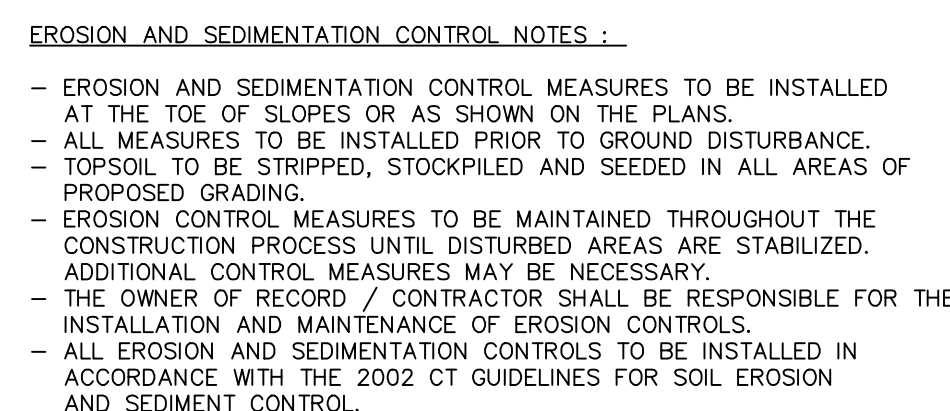 EROSION AND SEDIMENTATION CONTROL NOTES :
– EROSION AND SEDIMENTATION CONTROL MEASURES TO BE INSTALLED
AT THE TOE OF SLOPES OR AS SHOWN ON THE PLANS.
– ALL MEASURES TO BE INSTALLED PRIOR TO GROUND DISTURBANCE.
– TOPSOIL TO BE STRIPPED, STOCKPILED AND SEEDED IN ALL AREAS OF
PROPOSED GRADING.
– EROSION CONTROL MEASURES TO BE MAINTAINED THROUGHOUT THE
CONSTRUCTION PROCESS UNTIL DISTURBED AREAS ARE STABILIZED.
ADDITIONAL CONTROL MEASURES MAY BE NECESSARY.
– THE OWNER OF RECORD / CONTRACTOR SHALL BE RESPONSIBLE FOR THE
INSTALLATION AND MAINTENANCE OF EROSION CONTROLS.
– ALL EROSION AND SEDIMENTATION CONTROLS TO BE INSTALLED IN
ACCORDANCE WITH THE 2002 CT GUIDELINES FOR SOIL EROSION
AND SEDIMENT CONTROL.